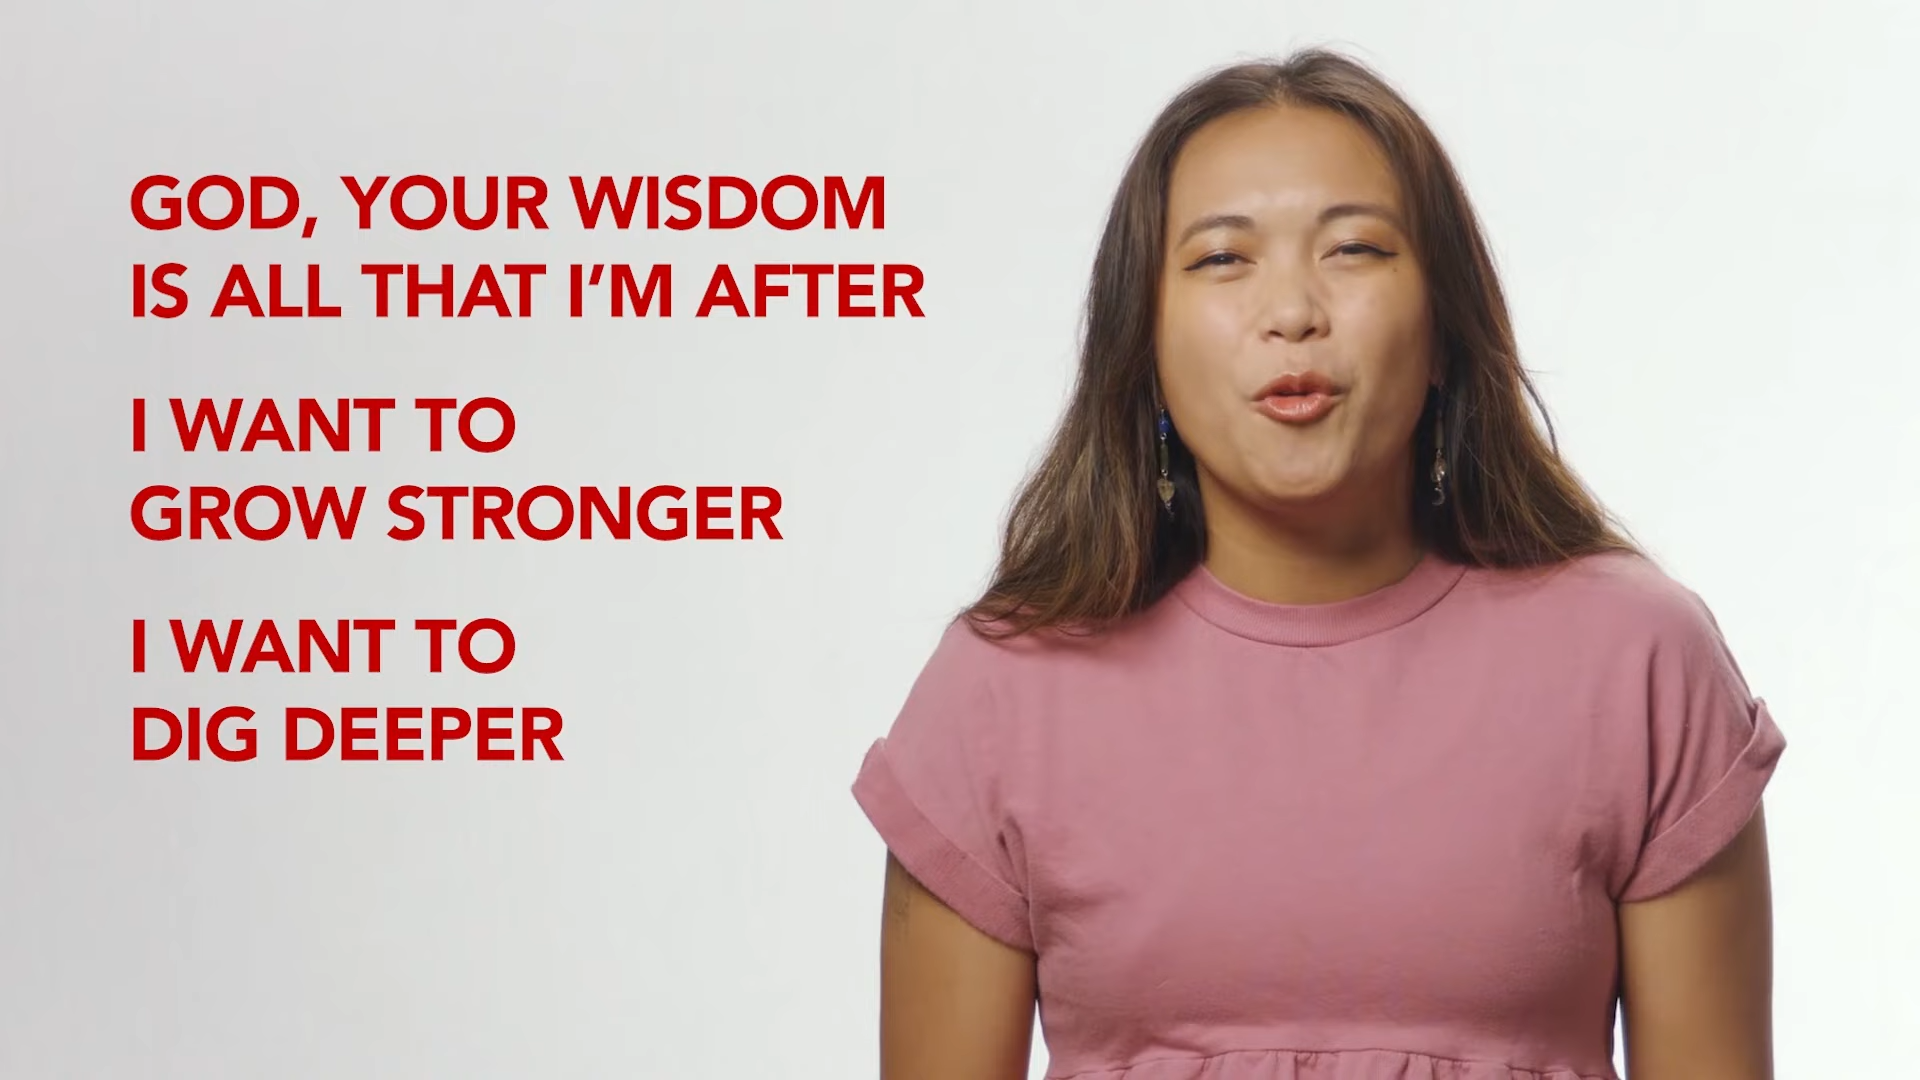 GOD, YOUR WISDOM
IS ALL THAT I’M AFTER
I WANT TO
GROW STRONGER
I WANT TO
DIG DEEPER